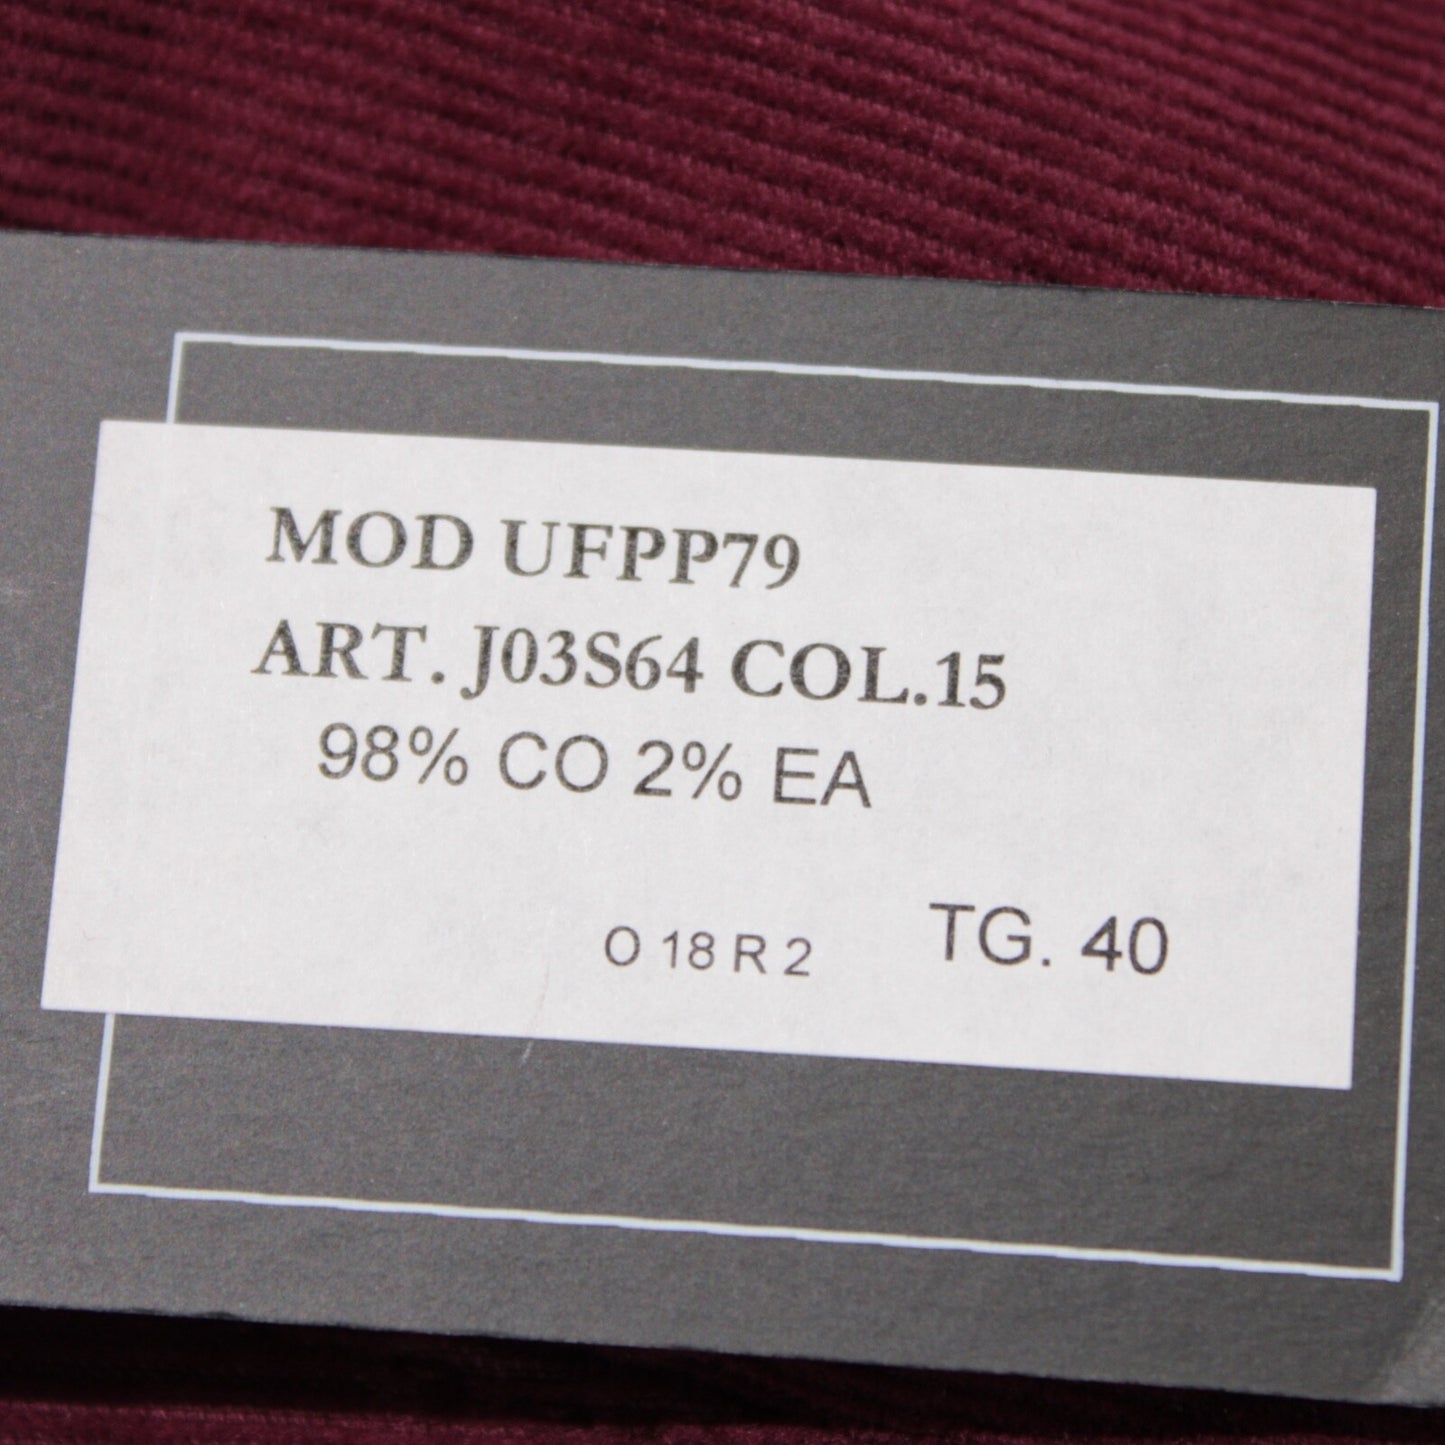 MOD UFPP79
ART. J03S64 COL.15
98% CO 2% EA
O 18 R 2 TG. 40